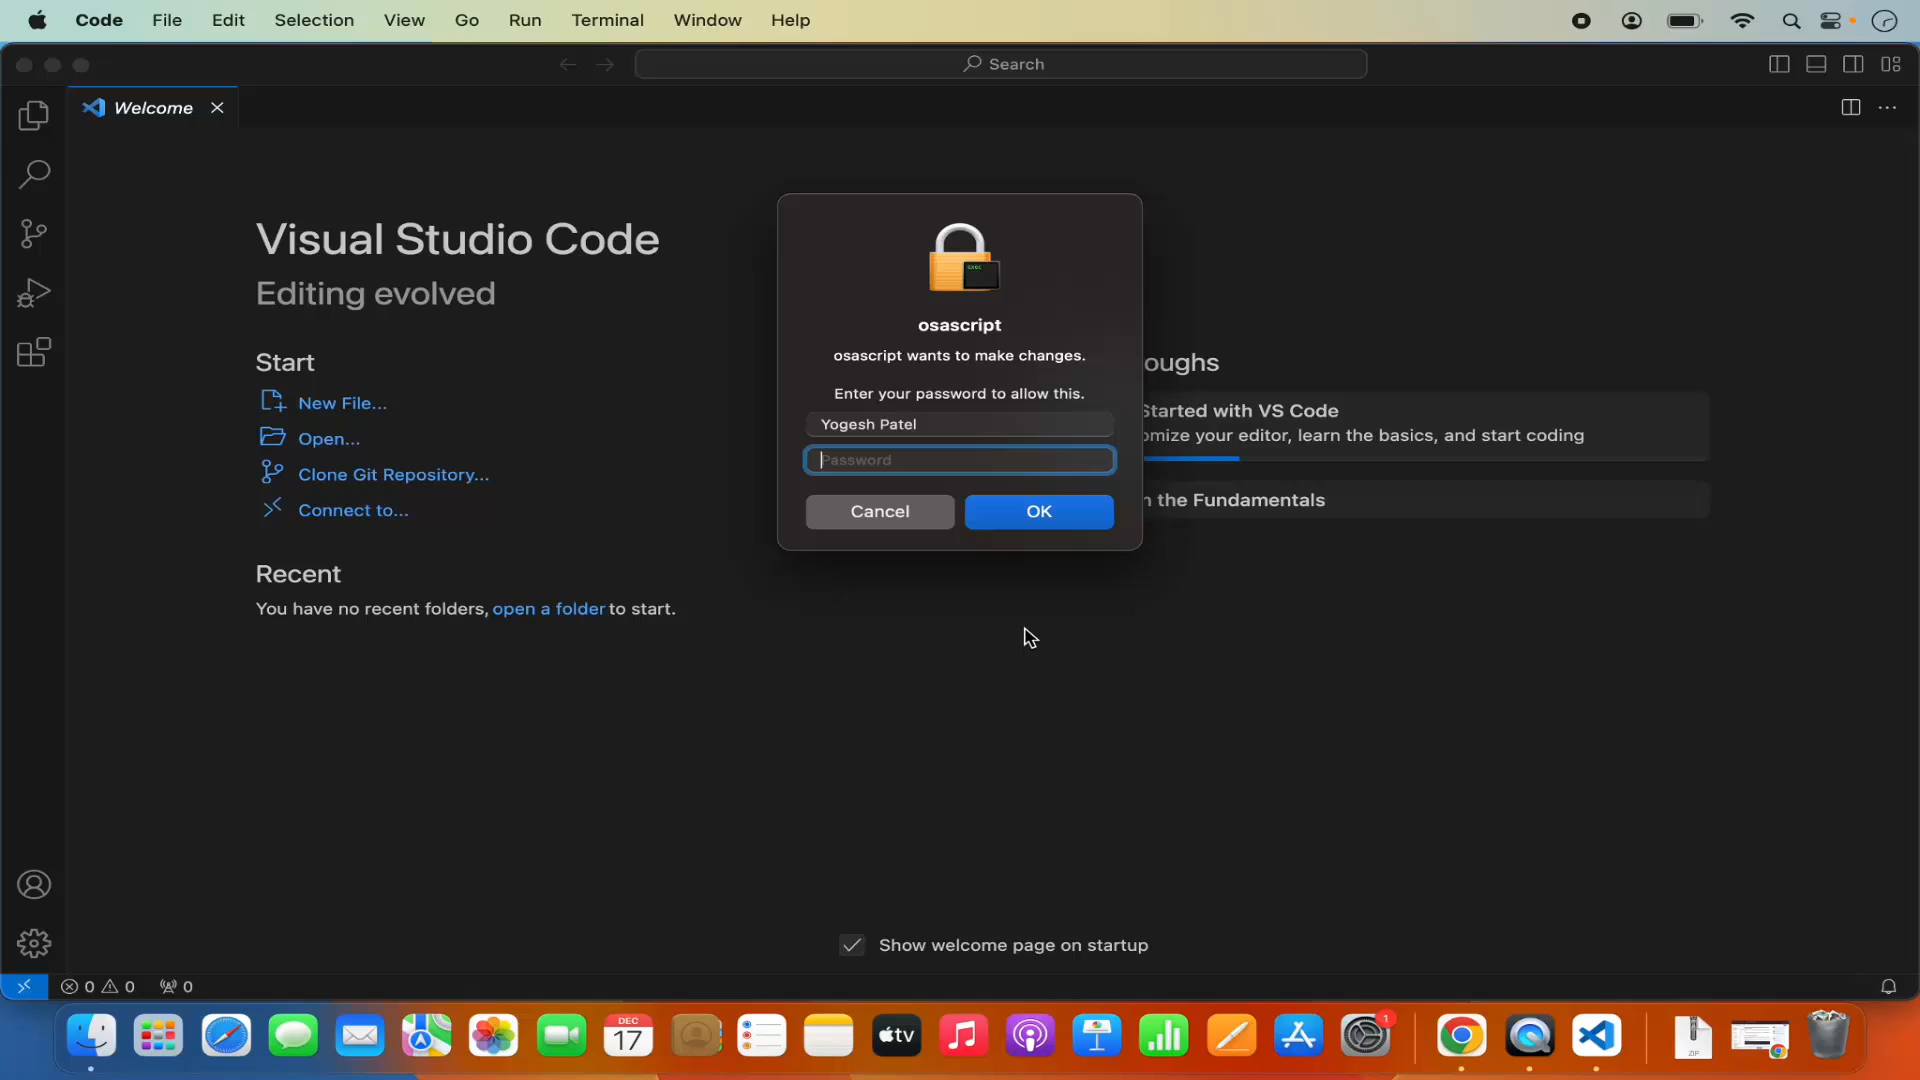 Code File Edit Selection View Go Run Terminal Window Help
Search
Welcome
Visual Studio Code
Editing evolved
Start
New File...
Open...
Clone Git Repository...
Connect to...
Recent
You have no recent folders, open a folder to start.
exec
osascript
osascript wants to make changes.
Enter your password to allow this.
Yogesh Patel
Password
Cancel OK
oughs
Started with VS Code
omize your editor, learn the basics, and start coding
n the Fundamentals
Show welcome page on startup
0 0 0
DEC
17
tv
1
ZIP